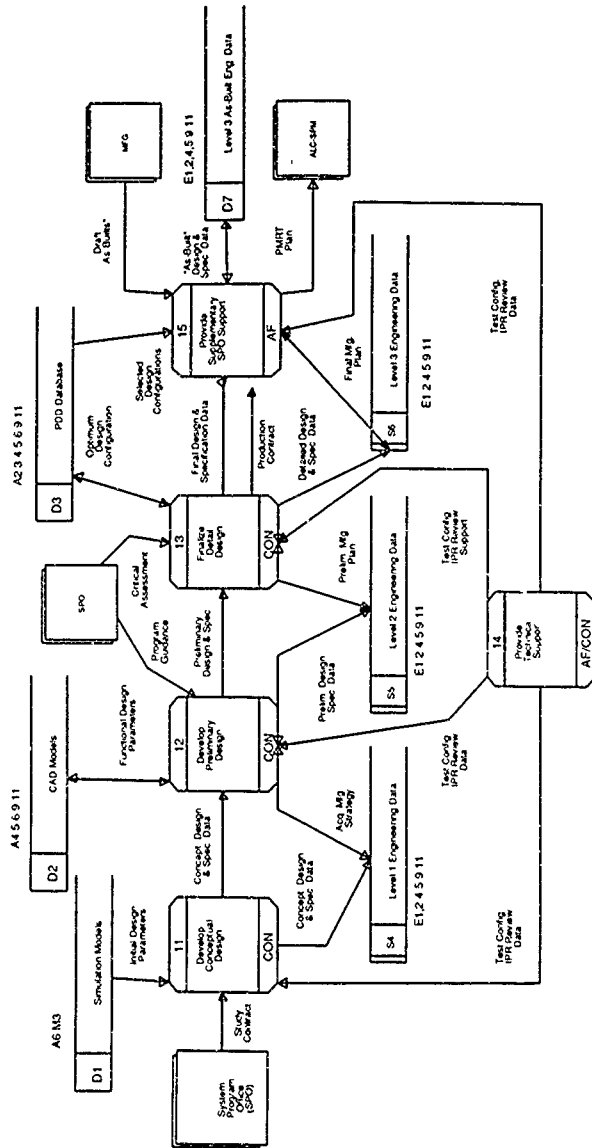 A6 M3
D1
Simulation Models
Initial Design
Parameters
System
Program
Office
(SPO)
Study
Contract
11
Develop
Conceptual
Design
CON
Concept Design
& Spec Data
Concept Design
& Spec Data
S4
Level 1 Engineering Data
E1,2 4 5 9 11
A4 5 6 9 11
D2
CAD Models
Functional Design
Parameters
SPO
Program
Guidance
Critical
Assessment
12
Develop
Preliminary
Design
CON
Preliminary
Design & Spec
Acq Mfg
Strategy
Prelim Design
Spec Data
S5
Level 2 Engineering Data
E1 2 4 5 9 11
A2 3 4 5 6 9 11
D3
PDD Database
Optimum
Design
Configuration
Selected
Design
Configurations
13
Finalize
Detail
Design
CON
Final Design &
Specification Data
Production
Contract
Prelim Mfg
Plan
Detailed Design
& Spec Data
Final Mfg.
Plan
S6
Level 3 Engineering Data
E1 2 4 5 9 11
MFG
Draft
As Builts"
15
Provide
Supplementary
SPO Support
AF
"As-Built"
Design &
Spec Data
E1,2,4,5 9 11
D7
Level 3 As-Built Eng Data
PMRT
Plan
ALC-SPM
14
Provide
Technical
Support
AF/CON
Test Config
IPR Review
Data
Test Config
IPR Review
Data
Test Config
IPR Review
Support
Test Config.
IPR Review
Data